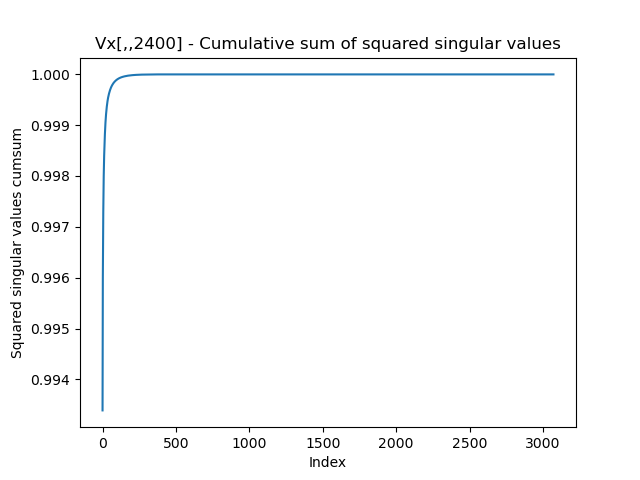 Vx[,,2400] - Cumulative sum of squared singular values
1.000
0.999
0.998
0.997
0.996
0.995
0.994
Squared singular values cumsum
0 500 1000 1500 2000 2500 3000
Index